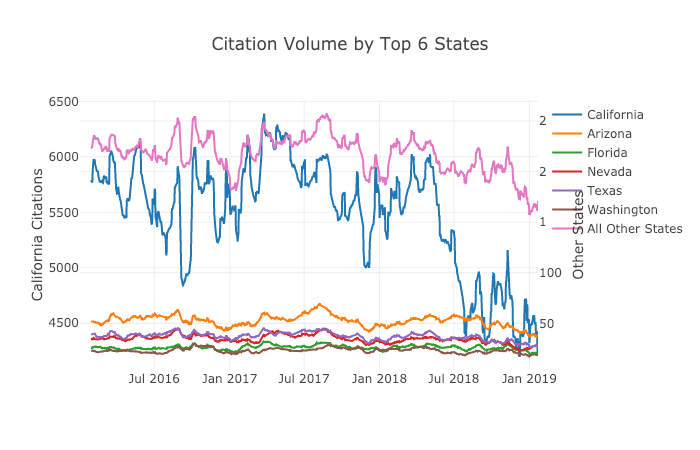 Citation Volume by Top 6 States
6500
6000
5500
5000
4500
California Citations
Jul 2016
Jan 2017
Jul 2017
Jan 2018
Jul 2018
Jan 2019
2
2
1
100
50
Other States
California
Arizona
Florida
Nevada
Texas
Washington
All Other States